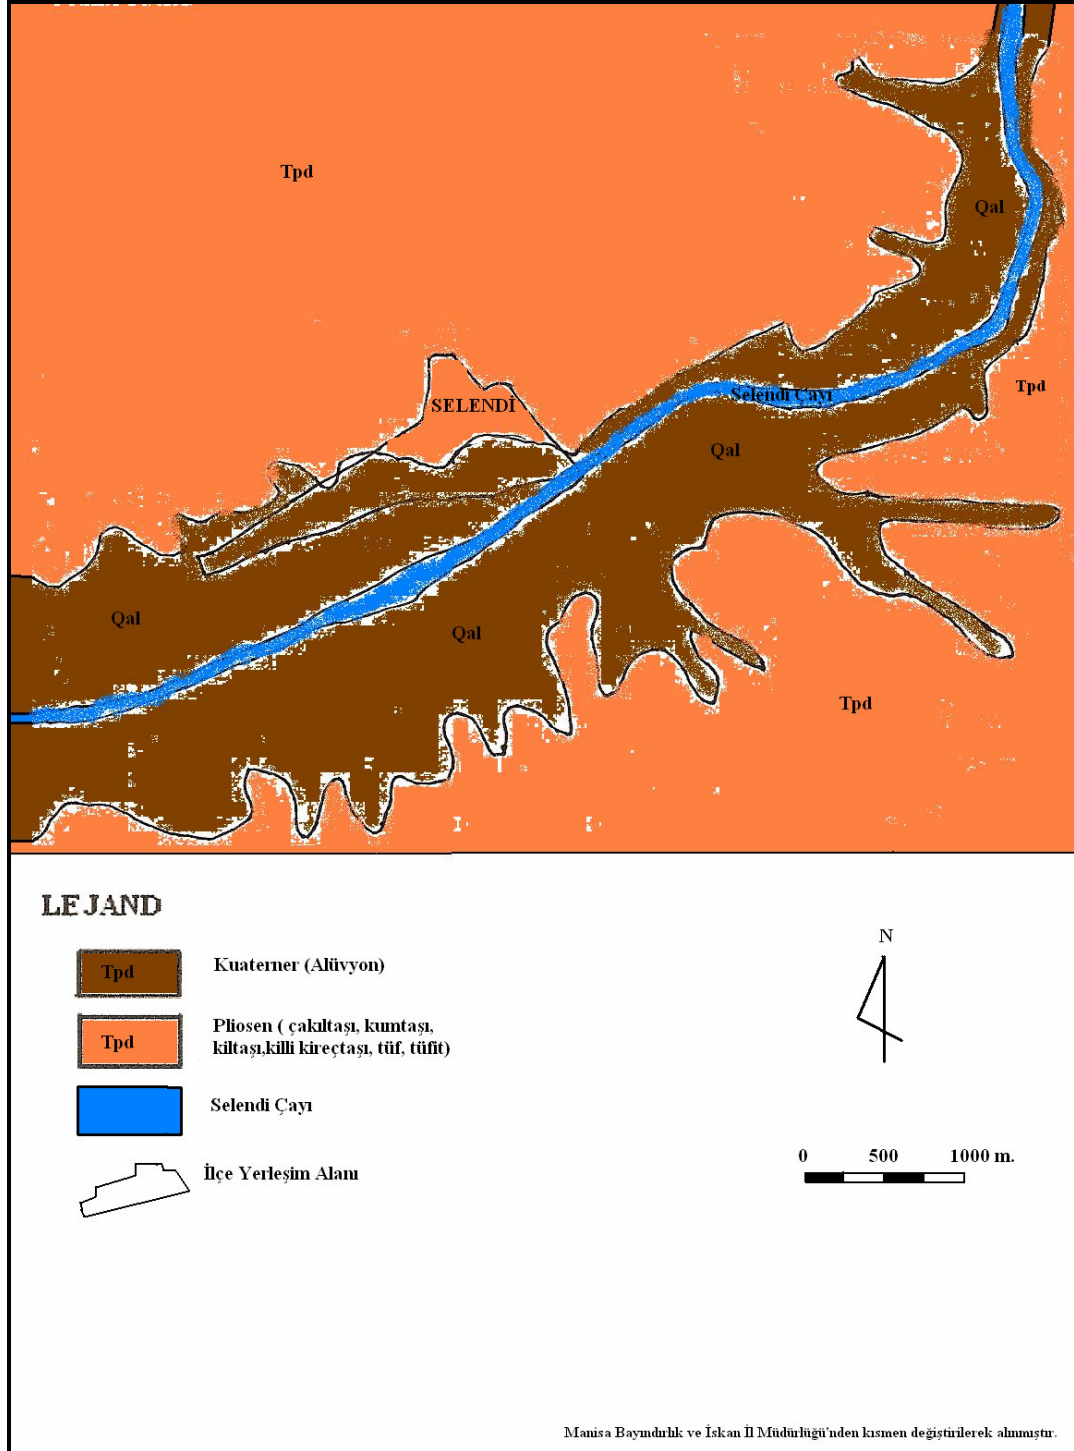 Tpd
Qal
Tpd
Selendi Çayı
SELENDİ
Qal
Qal
Qal
Tpd
LEJAND
Tpd
Kuaterner (Alüvyon)
Tpd
Pliosen ( çakıltaşı, kumtaşı,
kiltaşı,killi kireçtaşı, tüf, tüfit)
Selendi Çayı
İlçe Yerleşim Alanı
N
0 500 1000 m.
Manisa Bayındırlık ve İskan İl Müdürlüğü'nden kısmen değiştirilerek alınmıştır.